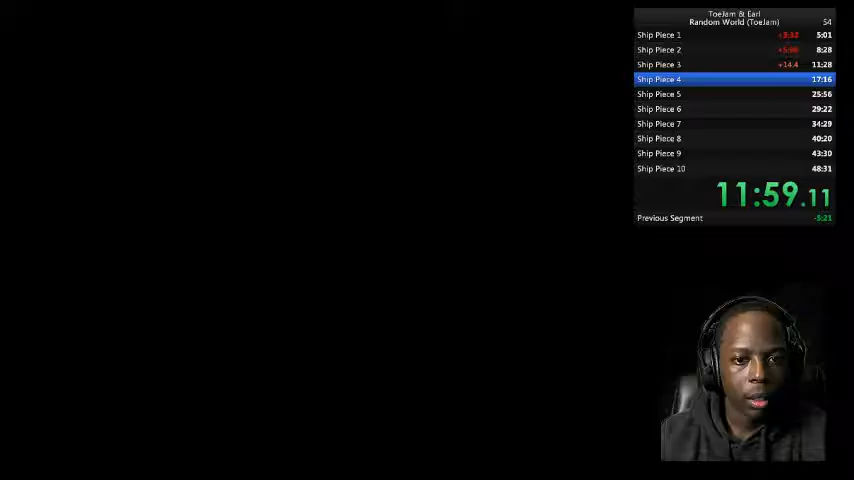 ToeJam & Earl
Random World (ToeJam) 54
Ship Piece 1 5:01
Ship Piece 2 8:28
Ship Piece 3 +14.4 11:28
Ship Piece 4 17:16
Ship Piece 5 25:56
Ship Piece 6 29:22
Ship Piece 7 34:29
Ship Piece 8 40:20
Ship Piece 9 43:30
Ship Piece 10 48:31
11:59.11
Previous Segment -5:21